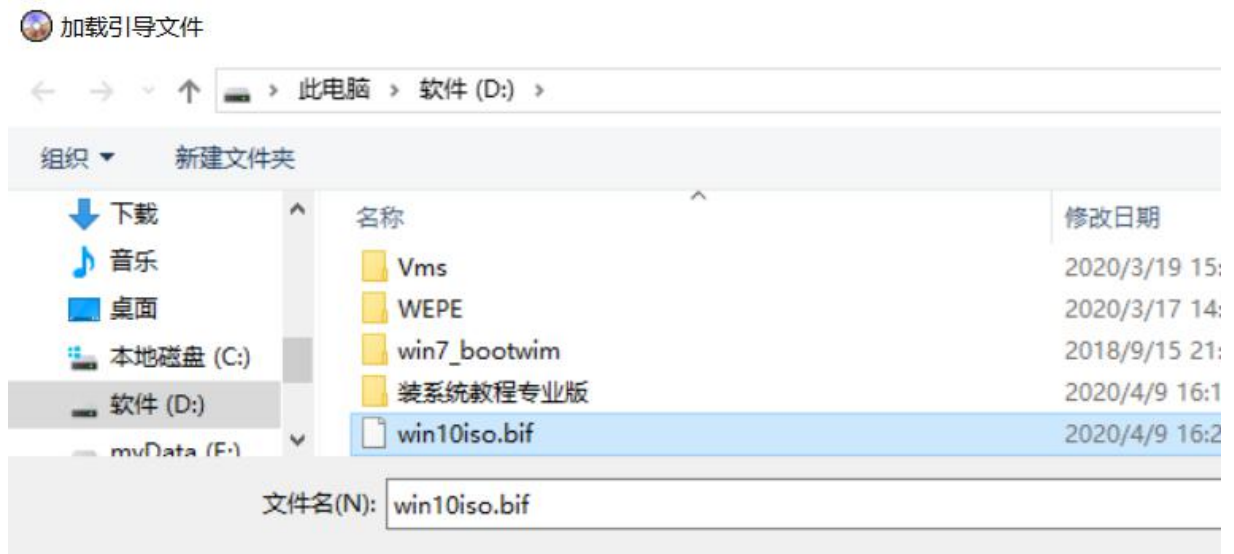 加载引导文件
此电脑 > 软件 (D:) >
组织 新建文件夹
下载
音乐
桌面
本地磁盘 (C:)
软件 (D:)
myData (E:)
名称 修改日期
Vms 2020/3/19 15:
WEPE 2020/3/17 14:
win7_bootwim 2018/9/15 21:
装系统教程专业版 2020/4/9 16:1
win10iso.bif 2020/4/9 16:2
文件名(N): win10iso.bif